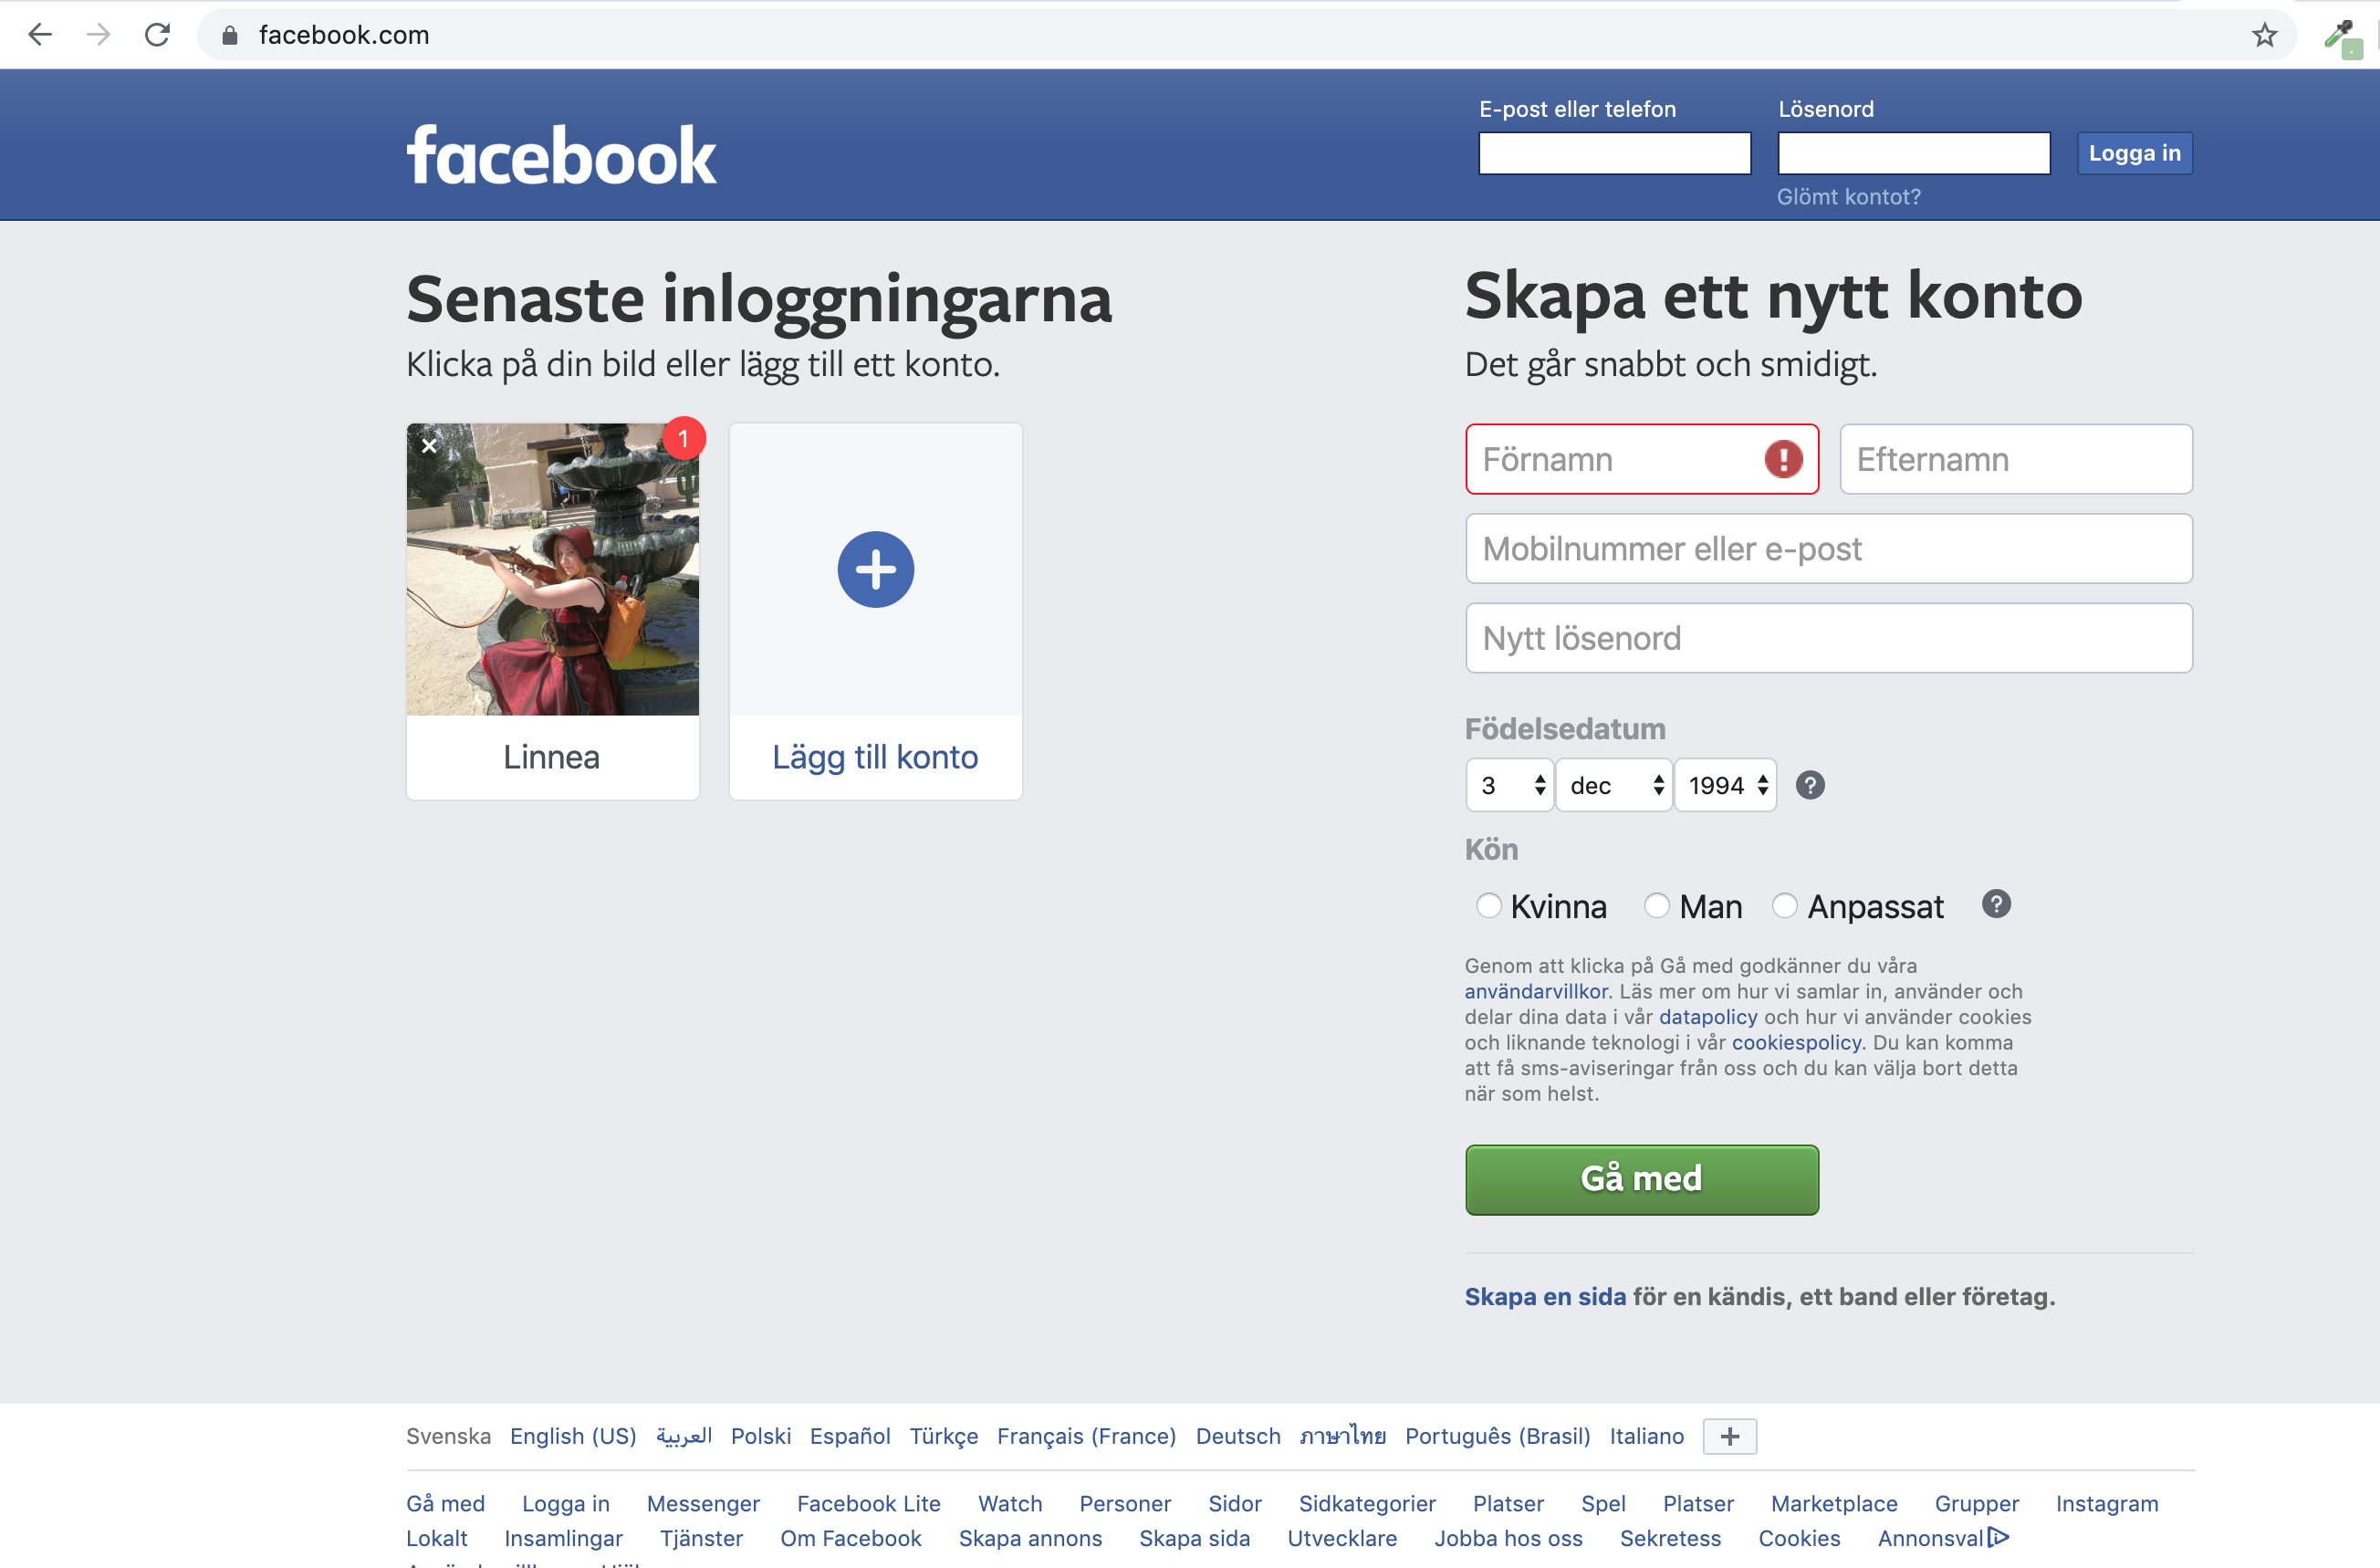 facebook.com
E-post eller telefon
Lösenord
facebook
Logga in
Glömt kontot?
Senaste inloggningarna
Klicka på din bild eller lägg till ett konto.
1
Linnea
Lägg till konto
Skapa ett nytt konto
Det går snabbt och smidigt.
Förnamn
Efternamn
Mobilnummer eller e-post
Nytt lösenord
Födelsedatum
3 dec 1994
Kön
Kvinna Man Anpassat
Genom att klicka på Gå med godkänner du våra
användarvillkor. Läs mer om hur vi samlar in, använder och
delar dina data i vår datapolicy och hur vi använder cookies
och liknande teknologi i vår cookiespolicy. Du kan komma
att få sms-aviseringar från oss och du kan välja bort detta
när som helst.
Gå med
Skapa en sida för en kändis, ett band eller företag.
Svenska English (US) العربية Polski Español Türkçe Français (France) Deutsch ภาษาไทย Português (Brasil) Italiano
Gå med Logga in Messenger Facebook Lite Watch Personer Sidor Sidkategorier Platser Spel Platser Marketplace Grupper Instagram
Lokalt Insamlingar Tjänster Om Facebook Skapa annons Skapa sida Utvecklare Jobba hos oss Sekretess Cookies Annonsval